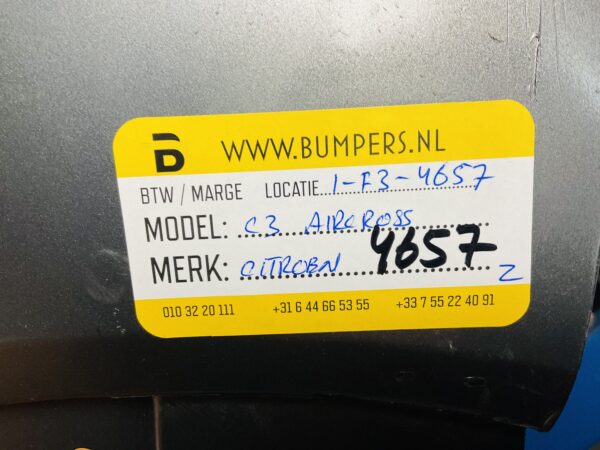 WWW.BUMPERS.NL
BTW / MARGE LOCATIE 1-F3-4657
MODEL: C3 AIRCROSS
MERK: CITROEN 4657 Z
010 32 20 111 +31 6 44 66 53 55 +33 7 55 22 40 91